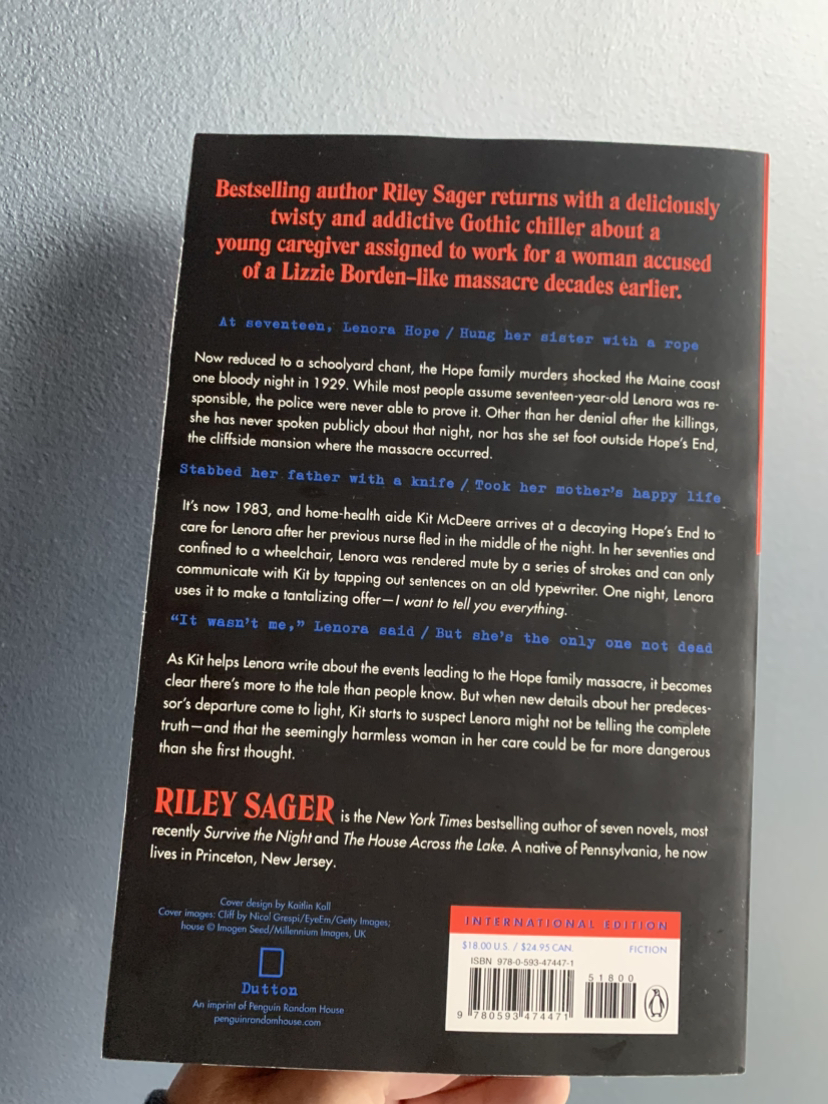 Bestselling author Riley Sager returns with a deliciously
twisty and addictive Gothic chiller about a
young caregiver assigned to work for a woman accused
of a Lizzie Borden–like massacre decades earlier.
At seventeen, Lenora Hope / Hung her sister with a rope
Now reduced to a schoolyard chant, the Hope family murders shocked the Maine coast
one bloody night in 1929. While most people assume seventeen-year-old Lenora was re-
sponsible, the police were never able to prove it. Other than her denial after the killings,
she has never spoken publicly about that night, nor has she set foot outside Hope's End,
the cliffside mansion where the massacre occurred.
Stabbed her father with a knife / Took her mother's happy life
It's now 1983, and home-health aide Kit McDeere arrives at a decaying Hope's End to
care for Lenora after her previous nurse fled in the middle of the night. In her seventies and
confined to a wheelchair, Lenora was rendered mute by a series of strokes and can only
communicate with Kit by tapping out sentences on an old typewriter. One night, Lenora
uses it to make a tantalizing offer—I want to tell you everything.
"It wasn't me," Lenora said / But she's the only one not dead
As Kit helps Lenora write about the events leading to the Hope family massacre, it becomes
clear there's more to the tale than people know. But when new details about her predeces-
sor's departure come to light, Kit starts to suspect Lenora might not be telling the complete
truth—and that the seemingly harmless woman in her care could be far more dangerous
than she first thought.
RILEY SAGER is the New York Times bestselling author of seven novels, most
recently Survive the Night and The House Across the Lake. A native of Pennsylvania, he now
lives in Princeton, New Jersey.
Cover design by Kaitlin Kall
Cover images: Cliff by Nicol Grespi/EyeEm/Getty Images;
house © Imogen Seed/Millennium Images, UK
Dutton
An imprint of Penguin Random House
penguinrandomhouse.com
INTERNATIONAL EDITION
$18.00 U.S. / $24.95 CAN. FICTION
ISBN 978-0-593-47447-1
51800
9 780593 474471